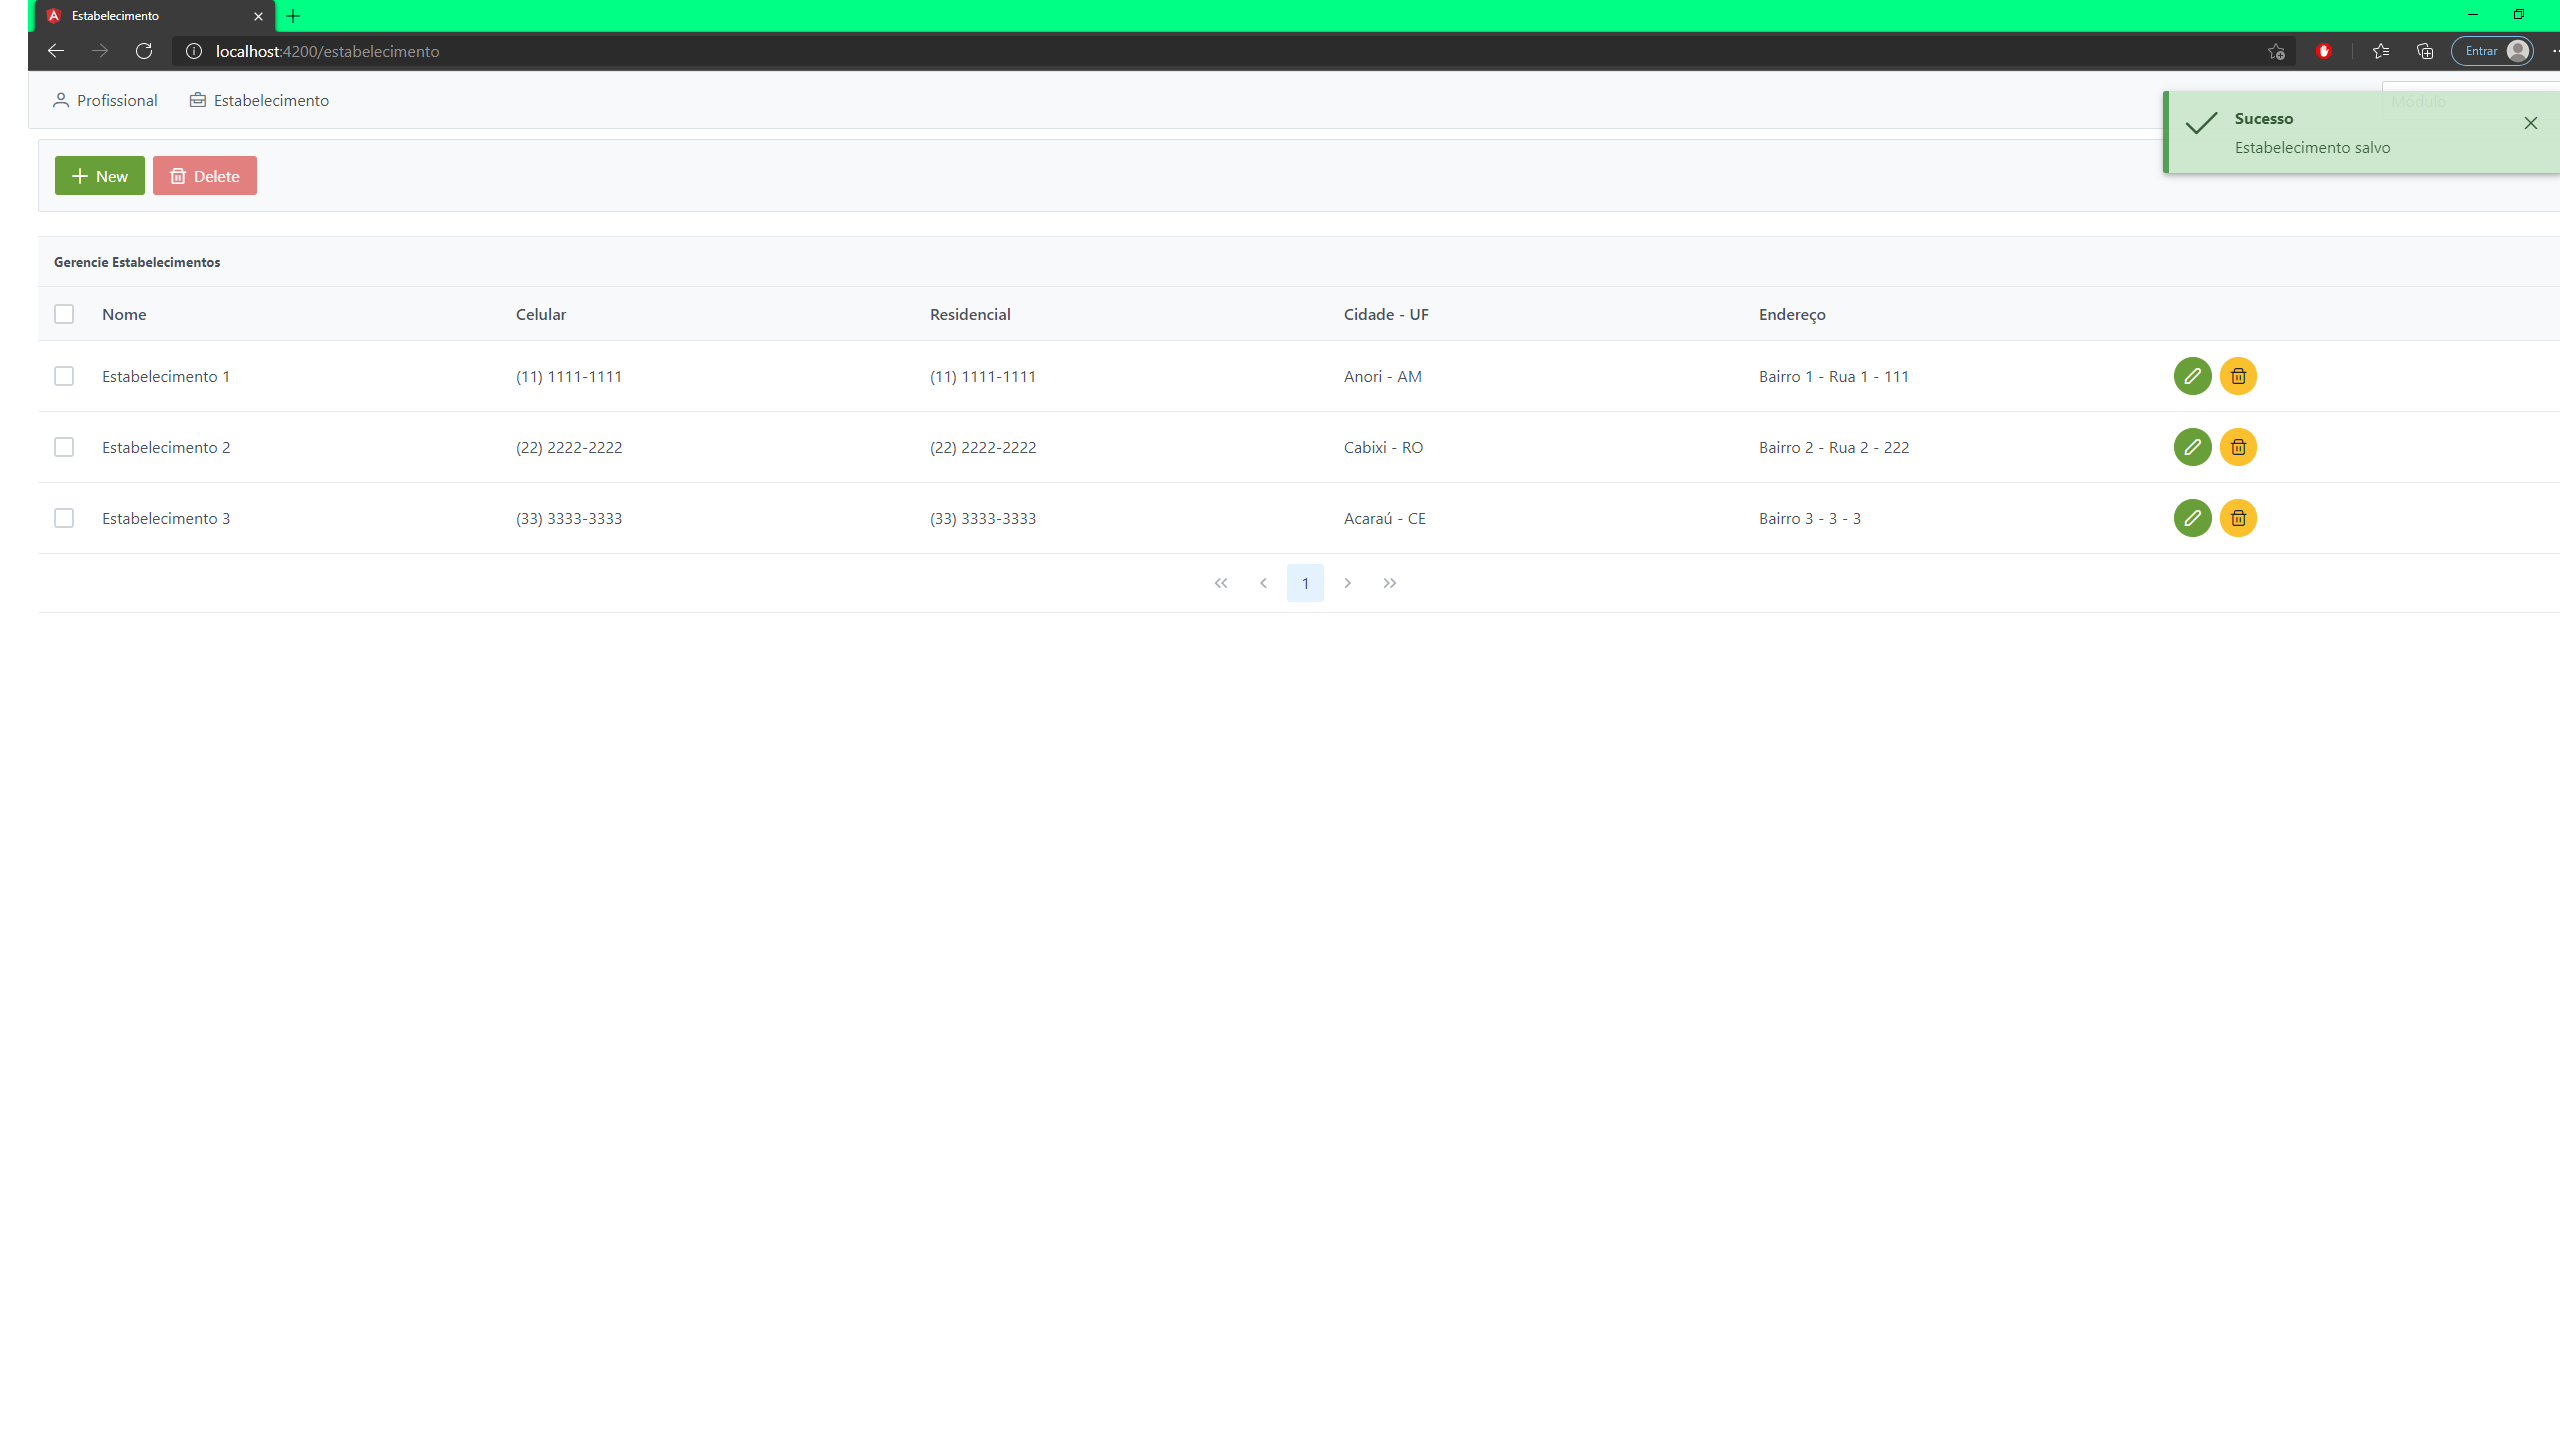 Estabelecimento
localhost:4200/estabelecimento
Entrar
Profissional Estabelecimento
Módulo
Sucesso
Estabelecimento salvo
New Delete
Gerencie Estabelecimentos
Nome Celular Residencial Cidade - UF Endereço
Estabelecimento 1 (11) 1111-1111 (11) 1111-1111 Anori - AM Bairro 1 - Rua 1 - 111
Estabelecimento 2 (22) 2222-2222 (22) 2222-2222 Cabixi - RO Bairro 2 - Rua 2 - 222
Estabelecimento 3 (33) 3333-3333 (33) 3333-3333 Acaraú - CE Bairro 3 - 3 - 3
1